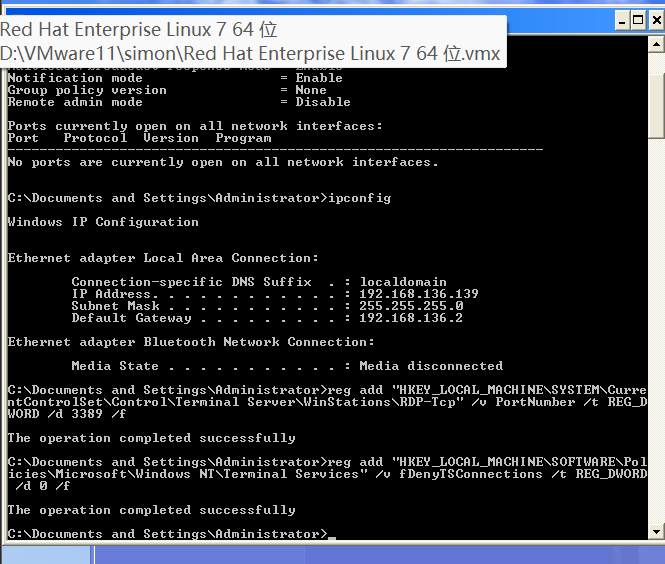 Red Hat Enterprise Linux 7 64 位
D:\VMware11\simon\Red Hat Enterprise Linux 7 64 位.vmx
Notification mode                 = Enable
Group policy version              = None
Remote admin mode                 = Disable
Ports currently open on all network interfaces:
Port   Protocol  Version  Program
-------------------------------------------------------------------
No ports are currently open on all network interfaces.
C:\Documents and Settings\Administrator>ipconfig
Windows IP Configuration
Ethernet adapter Local Area Connection:
        Connection-specific DNS Suffix  . : localdomain
        IP Address. . . . . . . . . . . . : 192.168.136.139
        Subnet Mask . . . . . . . . . . . : 255.255.255.0
        Default Gateway . . . . . . . . . : 192.168.136.2
Ethernet adapter Bluetooth Network Connection:
        Media State . . . . . . . . . . . : Media disconnected
C:\Documents and Settings\Administrator>reg add "HKEY_LOCAL_MACHINE\SYSTEM\Curre
ntControlSet\Control\Terminal Server\WinStations\RDP-Tcp" /v PortNumber /t REG_D
WORD /d 3389 /f
The operation completed successfully
C:\Documents and Settings\Administrator>reg add "HKEY_LOCAL_MACHINE\SOFTWARE\Pol
icies\Microsoft\Windows NT\Terminal Services" /v fDenyTSConnections /t REG_DWORD
 /d 0 /f
The operation completed successfully
C:\Documents and Settings\Administrator>_